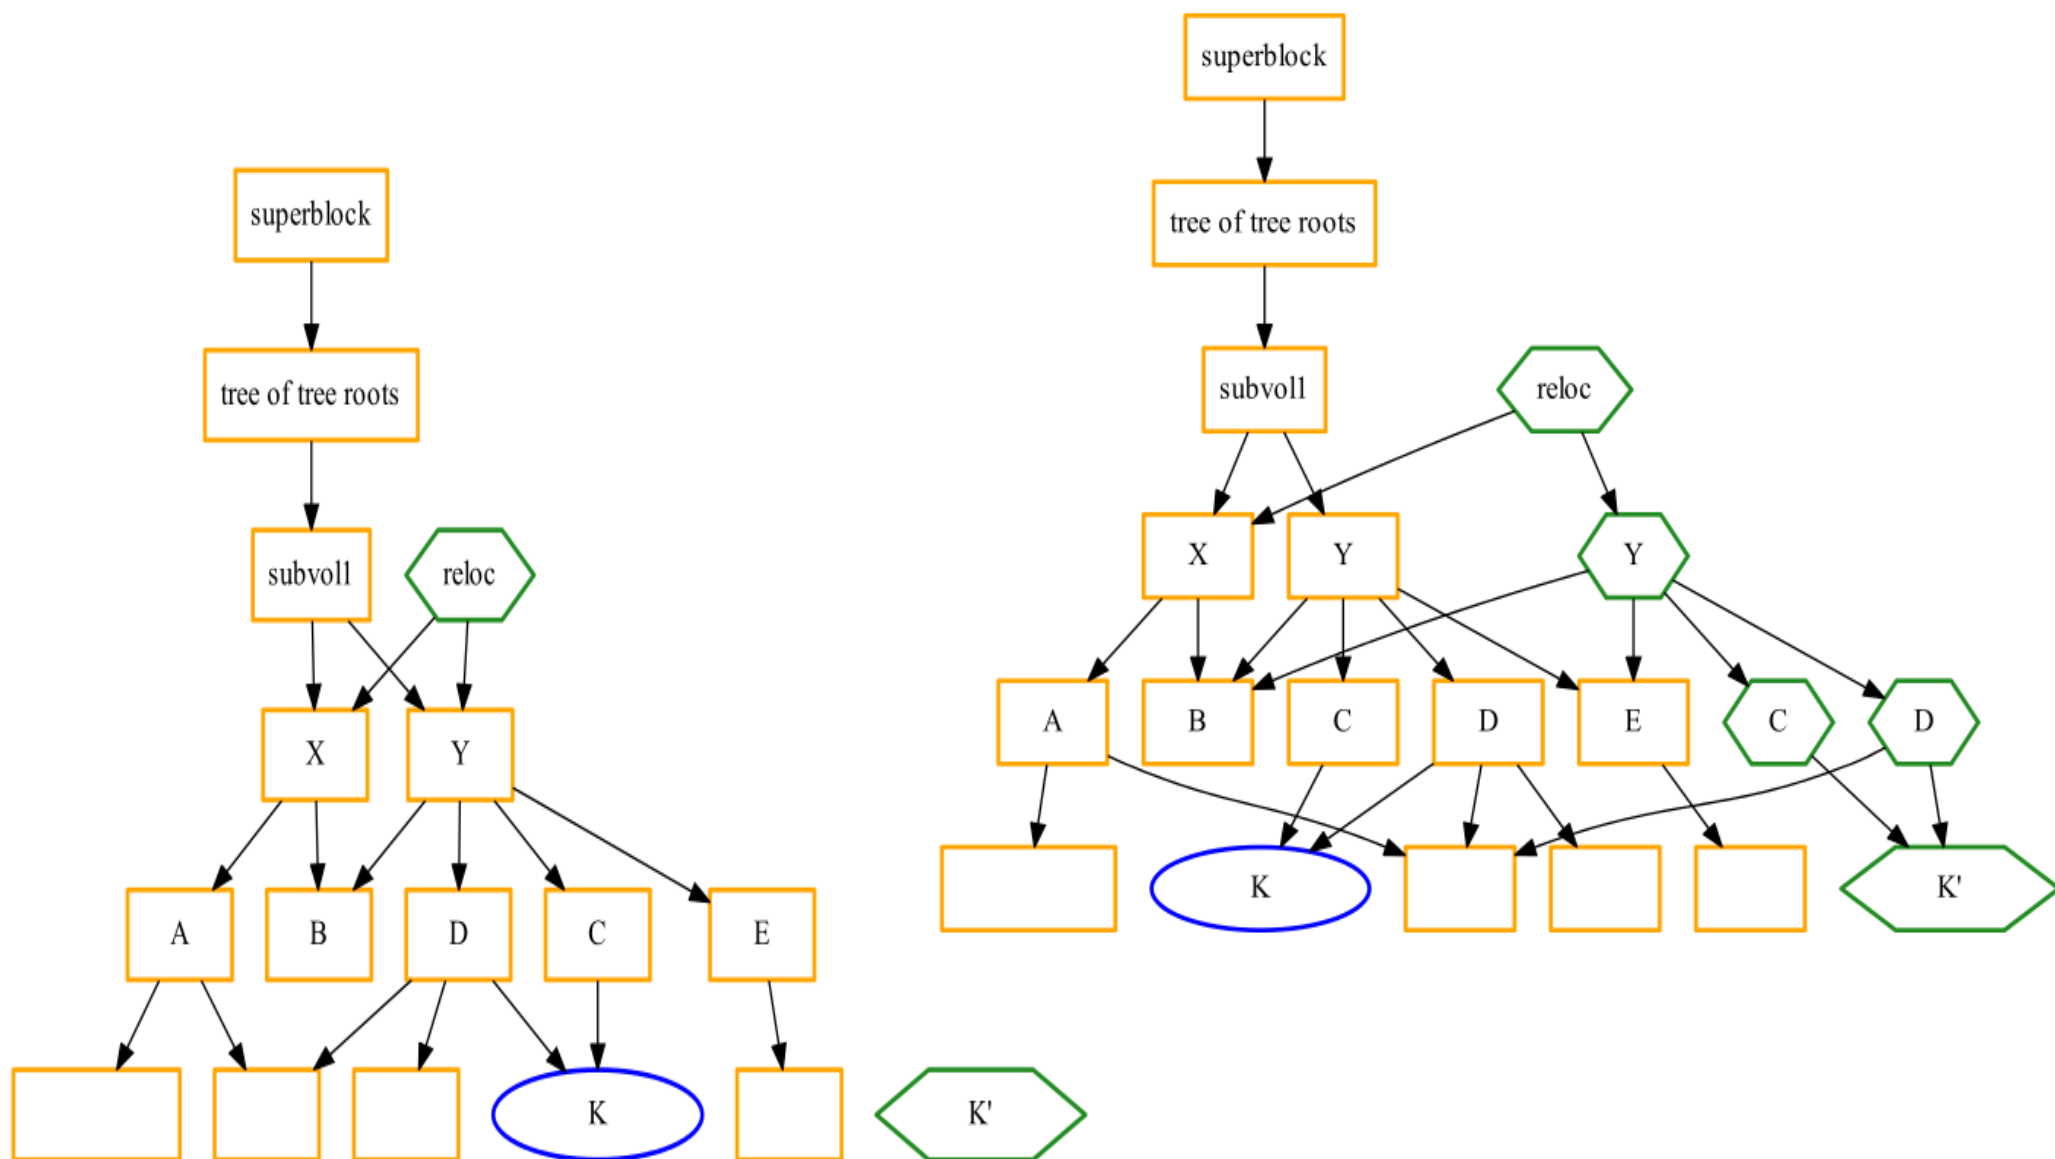 superblock
tree of tree roots
subvol1
reloc
X
Y
A
B
D
C
E
K
K'
superblock
tree of tree roots
subvol1
reloc
X
Y
Y
A
B
C
D
E
C
D
K
K'